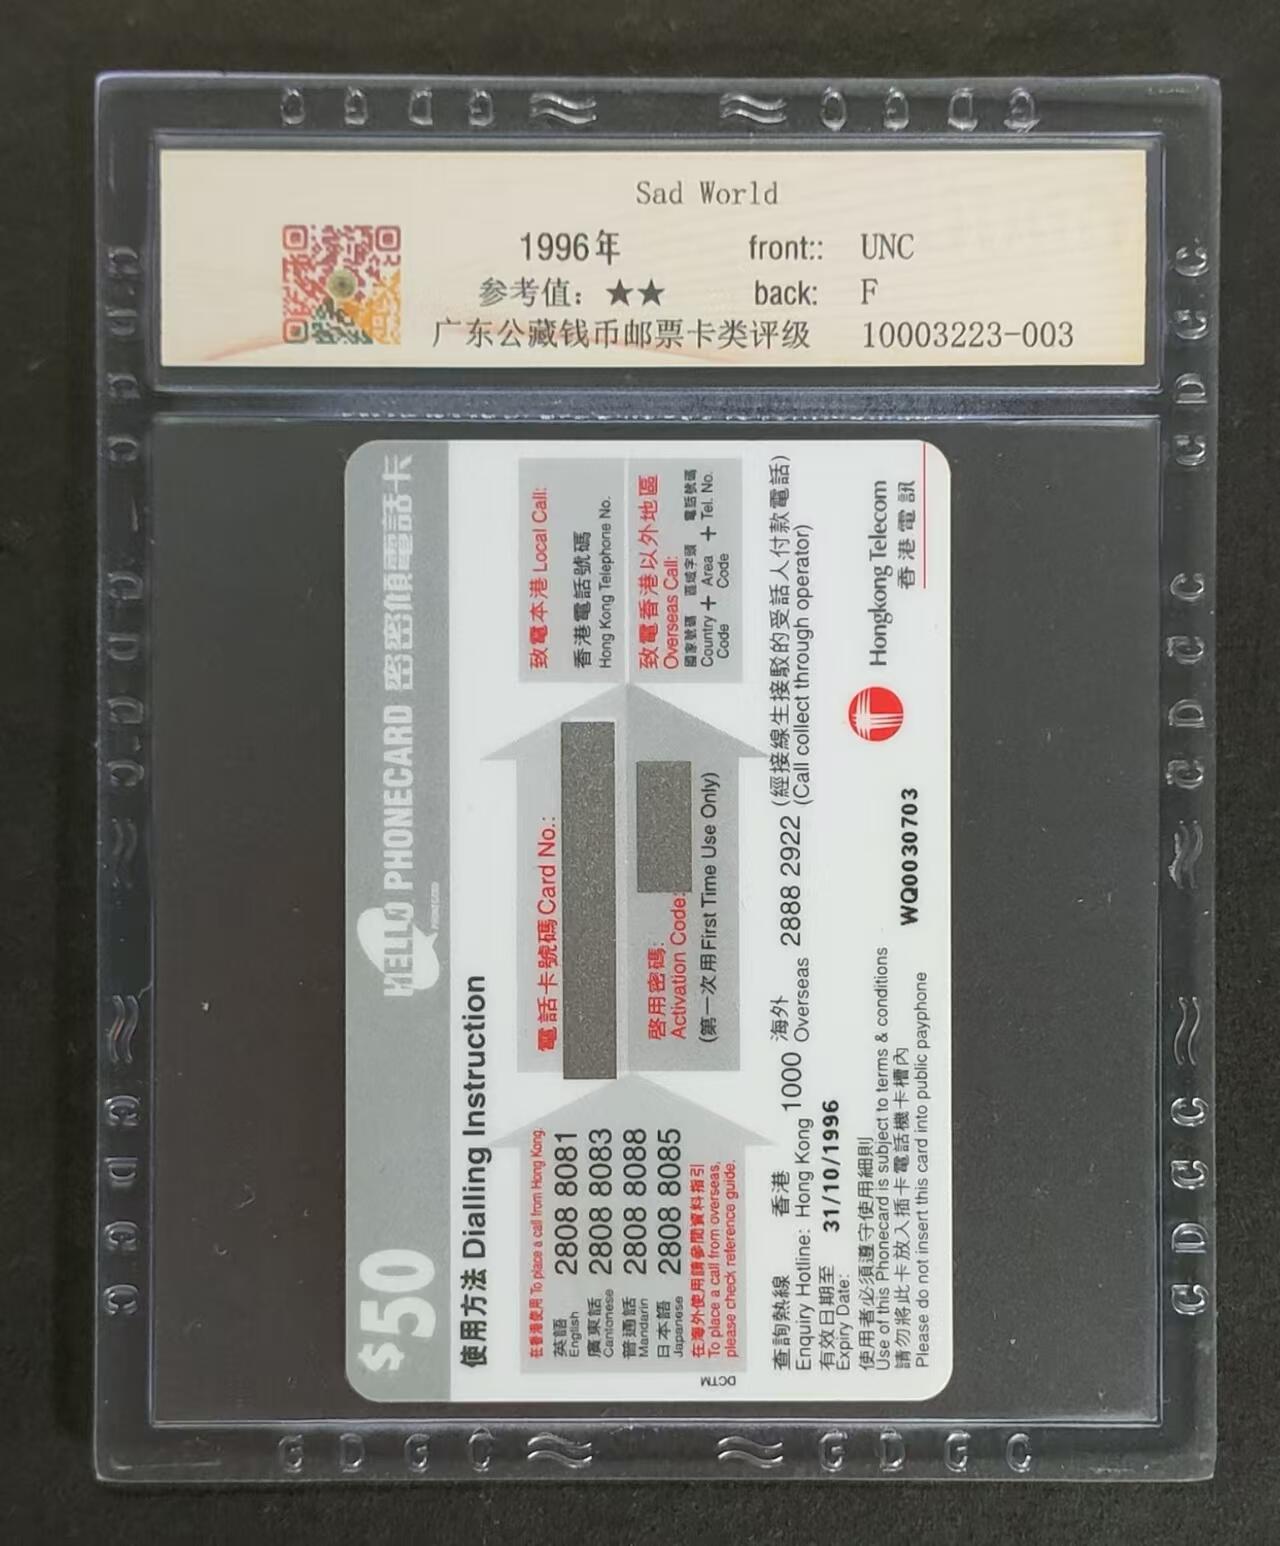 Sad World
1996年 front:: UNC
参考值：★★ back: F
广东公藏钱币邮票卡类评级 10003223-003
$50
HELLO PHONECARD 密密傾電話卡
PHONECARD
使用方法 Dialling Instruction
在香港使用 To place a call from Hong Kong.
英語 English 2808 8081
廣東話 Cantonese 2808 8083
普通話 Mandarin 2808 8088
日本語 Japanese 2808 8085
在海外使用請參閱資料指引
To place a call from overseas,
please check reference guide.
電話卡號碼 Card No.:
啓用密碼:
Activation Code:
(第一次用 First Time Use Only)
致電本港 Local Call:
香港電話號碼
Hong Kong Telephone No.
致電香港以外地區
Overseas Call:
國家號碼 區域字頭 電話號碼
Country + Area + Tel. No.
Code Code
DCTM
查詢熱線 香港 1000 海外 2888 2922 (經接線生接駁的受話人付款電話)
Enquiry Hotline: Hong Kong Overseas (Call collect through operator)
有效日期至 31/10/1996
Expiry Date:
使用者必須遵守使用細則
Use of this Phonecard is subject to terms & conditions
請勿將此卡放入插卡電話機卡槽內
Please do not insert this card into public payphone
WQ0030703
Hongkong Telecom
香港電訊